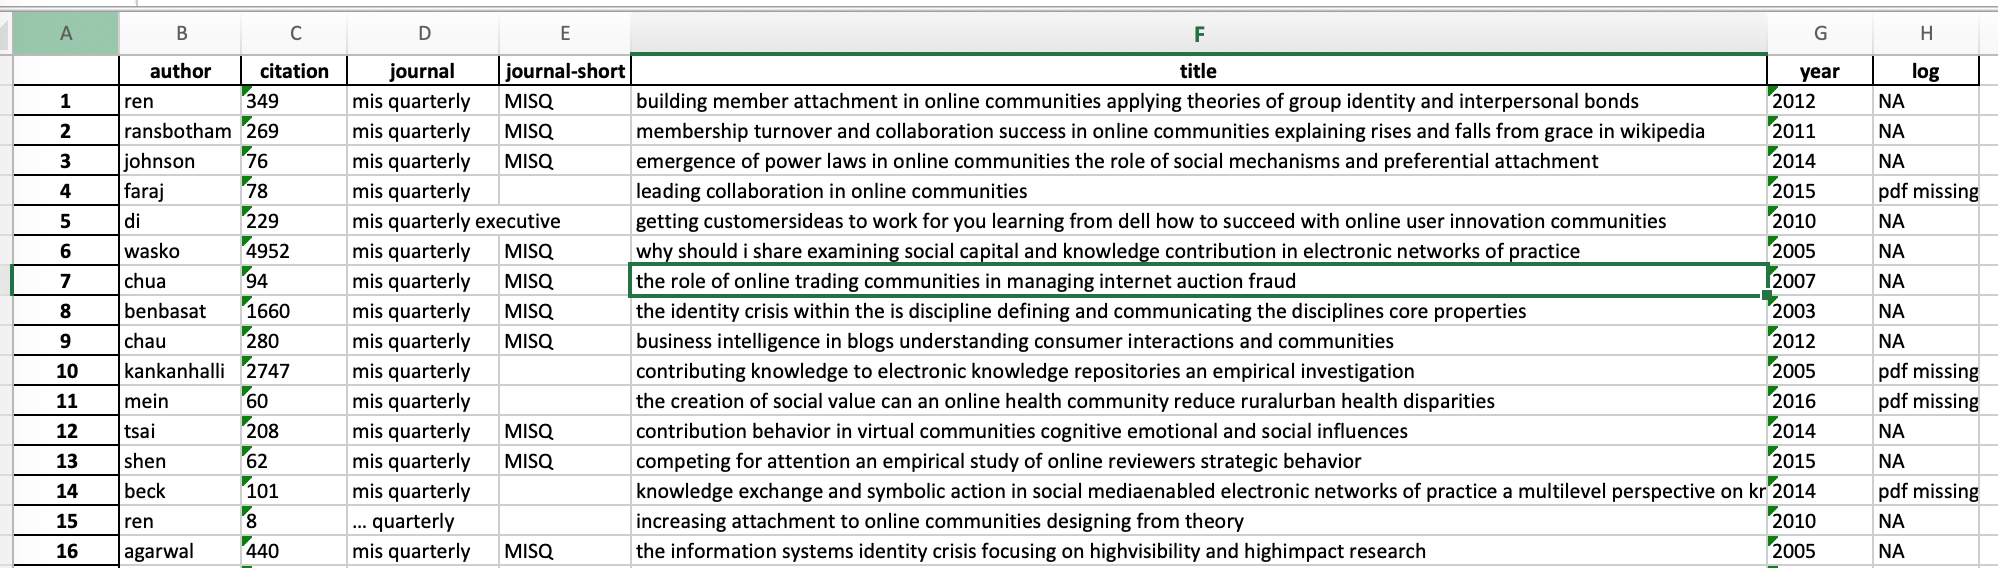 A B C D E F G H
author citation journal journal-short title year log
1 ren 349 mis quarterly MISQ building member attachment in online communities applying theories of group identity and interpersonal bonds 2012 NA
2 ransbotham 269 mis quarterly MISQ membership turnover and collaboration success in online communities explaining rises and falls from grace in wikipedia 2011 NA
3 johnson 76 mis quarterly MISQ emergence of power laws in online communities the role of social mechanisms and preferential attachment 2014 NA
4 faraj 78 mis quarterly leading collaboration in online communities 2015 pdf missing
5 di 229 mis quarterly executive getting customersideas to work for you learning from dell how to succeed with online user innovation communities 2010 NA
6 wasko 4952 mis quarterly MISQ why should i share examining social capital and knowledge contribution in electronic networks of practice 2005 NA
7 chua 94 mis quarterly MISQ the role of online trading communities in managing internet auction fraud 2007 NA
8 benbasat 1660 mis quarterly MISQ the identity crisis within the is discipline defining and communicating the disciplines core properties 2003 NA
9 chau 280 mis quarterly MISQ business intelligence in blogs understanding consumer interactions and communities 2012 NA
10 kankanhalli 2747 mis quarterly contributing knowledge to electronic knowledge repositories an empirical investigation 2005 pdf missing
11 mein 60 mis quarterly the creation of social value can an online health community reduce ruralurban health disparities 2016 pdf missing
12 tsai 208 mis quarterly MISQ contribution behavior in virtual communities cognitive emotional and social influences 2014 NA
13 shen 62 mis quarterly MISQ competing for attention an empirical study of online reviewers strategic behavior 2015 NA
14 beck 101 mis quarterly knowledge exchange and symbolic action in social mediaenabled electronic networks of practice a multilevel perspective on 2014 pdf missing
15 ren 8 ... quarterly increasing attachment to online communities designing from theory 2010 NA
16 agarwal 440 mis quarterly MISQ the information systems identity crisis focusing on highvisibility and highimpact research 2005 NA